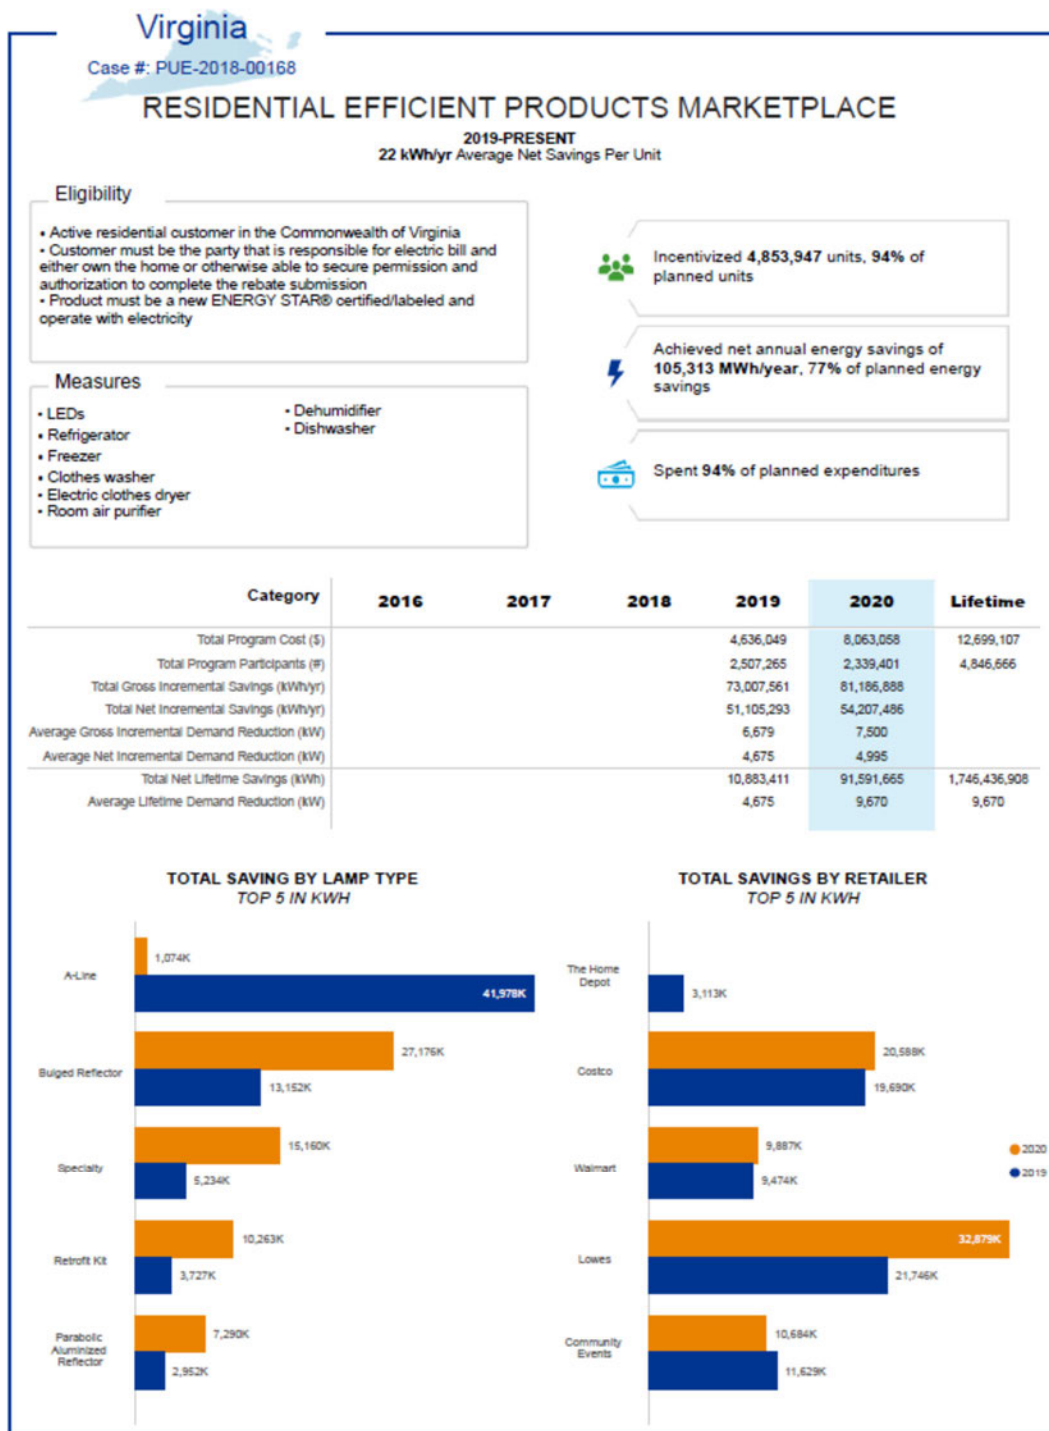 Virginia
Case #: PUE-2018-00168
RESIDENTIAL EFFICIENT PRODUCTS MARKETPLACE
2019-PRESENT
22 kWh/yr Average Net Savings Per Unit
Eligibility
• Active residential customer in the Commonwealth of Virginia
• Customer must be the party that is responsible for electric bill and
either own the home or otherwise able to secure permission and
authorization to complete the rebate submission
• Product must be a new ENERGY STAR® certified/labeled and
operate with electricity
Measures
• LEDs
• Refrigerator
• Freezer
• Clothes washer
• Electric clothes dryer
• Room air purifier
• Dehumidifier
• Dishwasher
Incentivized 4,853,947 units, 94% of
planned units
Achieved net annual energy savings of
105,313 MWh/year, 77% of planned energy
savings
Spent 94% of planned expenditures
Category 2016 2017 2018 2019 2020 Lifetime
Total Program Cost ($) 4,636,049 8,063,058 12,699,107
Total Program Participants (#) 2,507,265 2,339,401 4,846,666
Total Gross Incremental Savings (kWh/yr) 73,007,561 81,186,888
Total Net Incremental Savings (kWh/yr) 51,105,293 54,207,486
Average Gross Incremental Demand Reduction (kW) 6,679 7,500
Average Net Incremental Demand Reduction (kW) 4,675 4,995
Total Net Lifetime Savings (kWh) 10,883,411 91,591,665 1,746,436,908
Average Lifetime Demand Reduction (kW) 4,675 9,670 9,670
TOTAL SAVING BY LAMP TYPE
TOP 5 IN KWH
A-Line
1,074K
41,978K
Bulged Reflector
27,176K
13,152K
Specialty
15,160K
5,234K
Retrofit Kit
10,263K
3,727K
Parabolic
Aluminized
Reflector
7,290K
2,952K
TOTAL SAVINGS BY RETAILER
TOP 5 IN KWH
The Home
Depot
3,113K
Costco
20,588K
19,690K
Walmart
9,887K
9,474K
Lowes
32,879K
21,746K
Community
Events
10,684K
11,629K
2020
2019